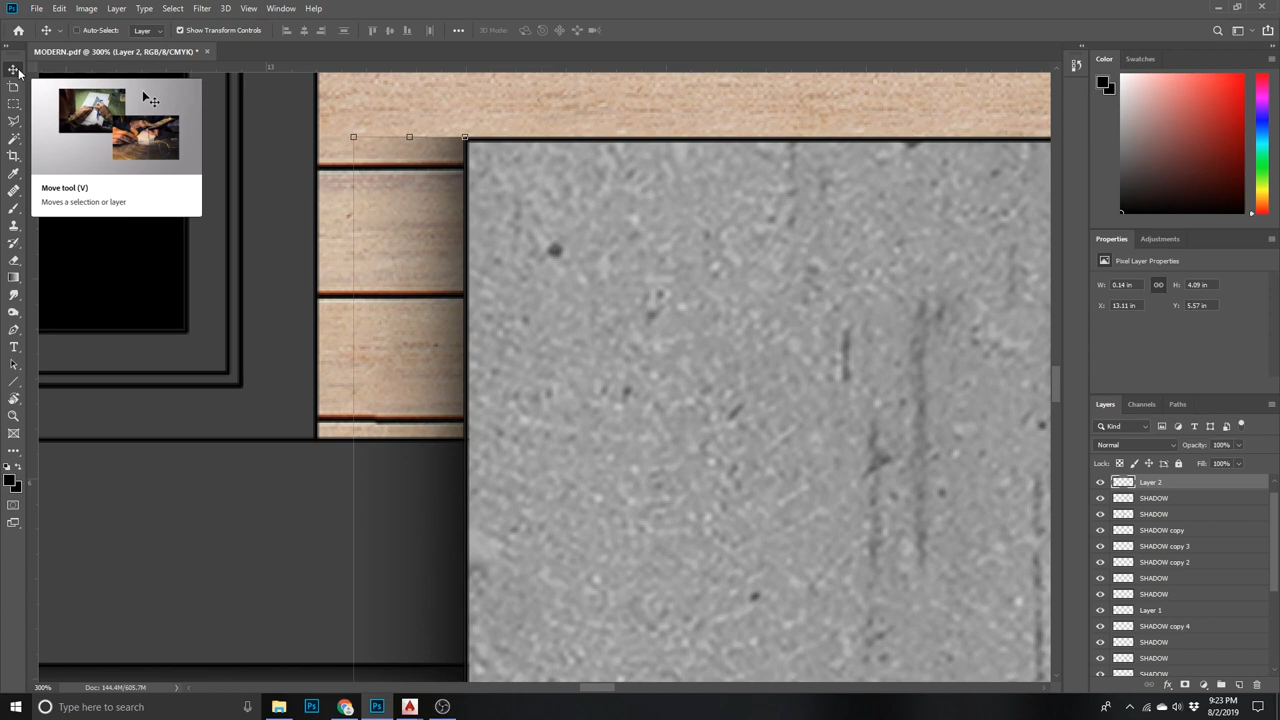 File Edit Image Layer Type Select Filter 3D View Window Help
Auto-Select: Layer Show Transform Controls 3D Mode:
MODERN.pdf @ 300% (Layer 2, RGB/8/CMYK) *
13
Move tool (V)
Moves a selection or layer
6
300% Doc: 144.4M/605.7M
Color Swatches
Properties Adjustments
Pixel Layer Properties
W: 0.14 in H: 4.09 in
X: 13.11 in Y: 5.57 in
Layers Channels Paths
Kind
Normal Opacity: 100%
Lock: Fill: 100%
Layer 2
SHADOW
SHADOW
SHADOW copy
SHADOW copy 3
SHADOW copy 2
SHADOW
SHADOW
Layer 1
SHADOW copy 4
SHADOW
SHADOW
SHADOW
Type here to search
9:23 PM
8/2/2019